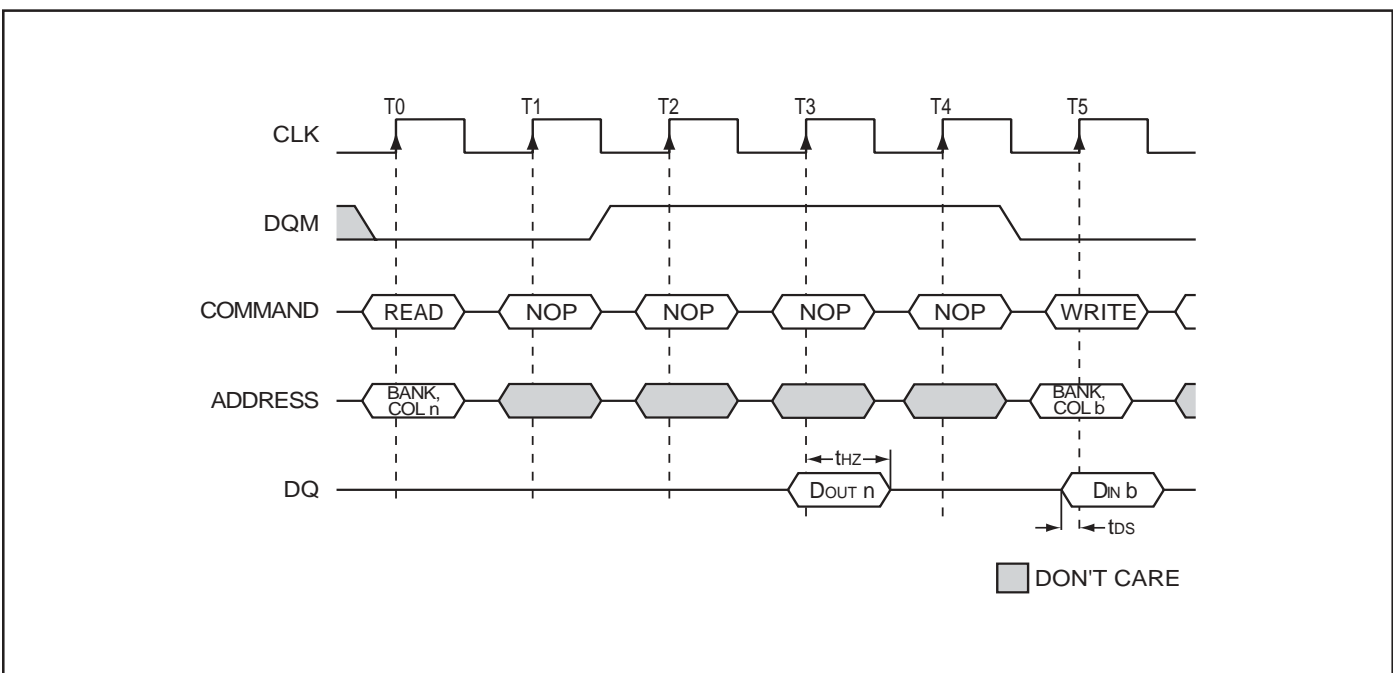 T0 T1 T2 T3 T4 T5
CLK
DQM
COMMAND READ NOP NOP NOP NOP WRITE
ADDRESS BANK, COL n BANK, COL b
tHZ
DQ DOUT n DIN b
tDS
DON'T CARE